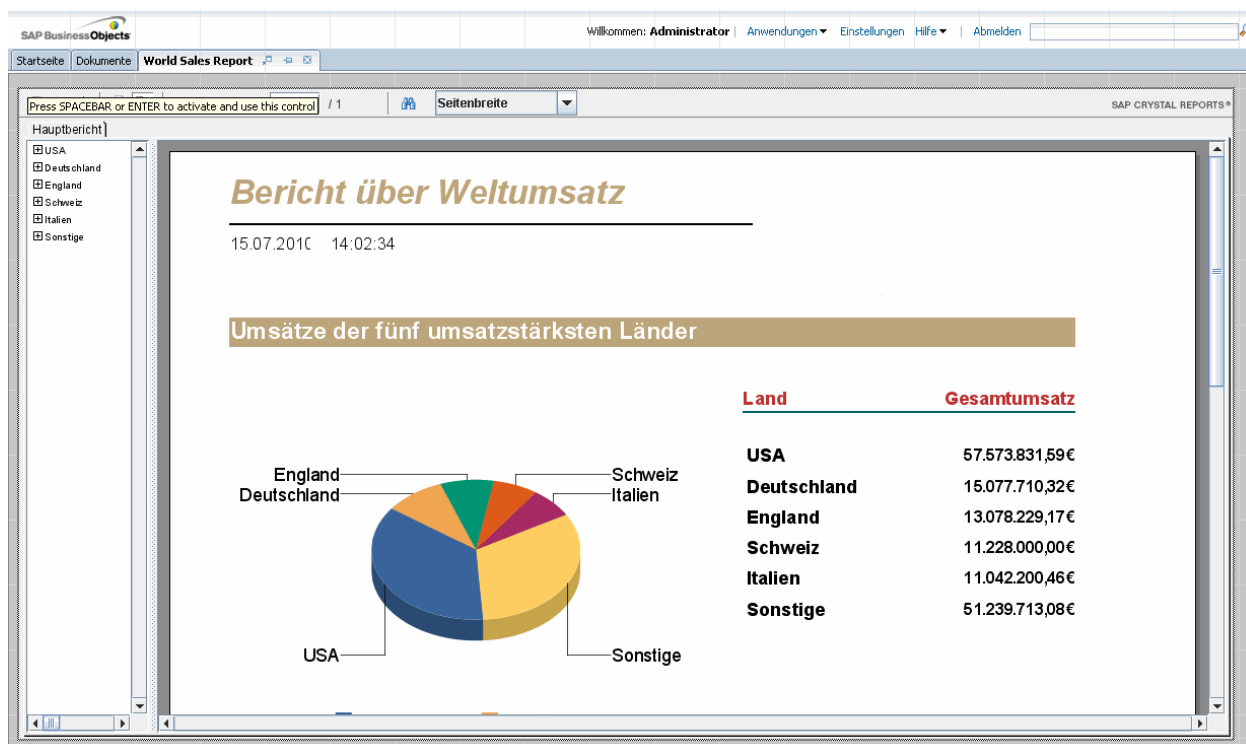 SAP BusinessObjects
Willkommen: Administrator | Anwendungen Einstellungen Hilfe | Abmelden
Startseite Dokumente World Sales Report
Press SPACEBAR or ENTER to activate and use this control / 1 Seitenbreite SAP CRYSTAL REPORTS®
Hauptbericht
USA
Deutschland
England
Schweiz
Italien
Sonstige
Bericht über Weltumsatz
15.07.2010 14:02:34
Umsätze der fünf umsatzstärksten Länder
Land Gesamtumsatz
USA 57.573.831,59€
Deutschland 15.077.710,32€
England 13.078.229,17€
Schweiz 11.228.000,00€
Italien 11.042.200,46€
Sonstige 51.239.713,08€
England
Deutschland
Schweiz
Italien
USA
Sonstige